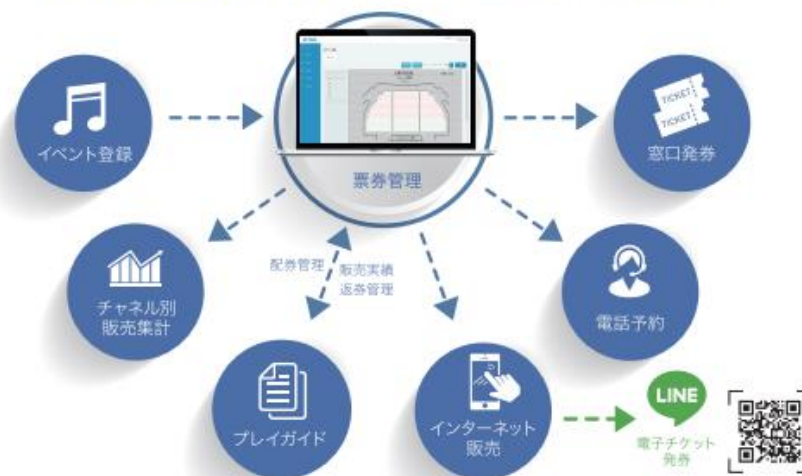 イベント登録
票券管理
TICKET
TICKET
窓口発券
チャネル別
販売集計
配券管理
販売実績
返券管理
電話予約
プレイガイド
インターネット
販売
LINE
電子チケット
発券